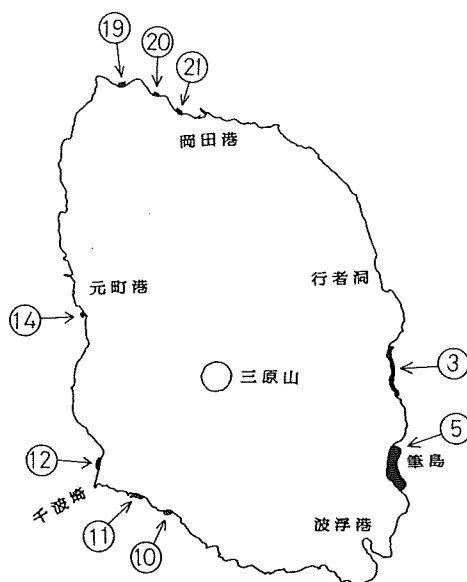 ⑲
⑳
㉑
岡田港
行者洞
元町港
⑭
三原山
③
⑤
筆島
⑫
千波崎
⑪
⑩
波浮港